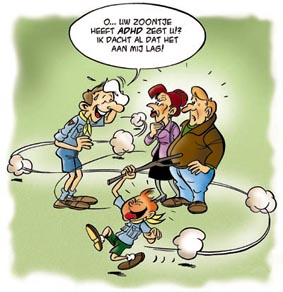 O... UW ZOONTJE
HEEFT ADHD ZEGT U!?
IK DACHT AL DAT HET
AAN MIJ LAG!